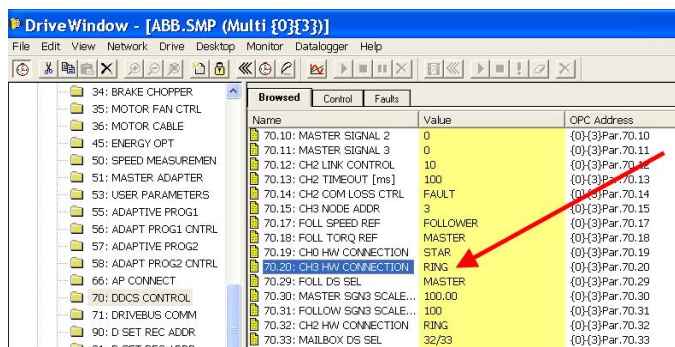 DriveWindow - [ABB.SMP (Multi {0}{3})]
File Edit View Network Drive Desktop Monitor Datalogger Help
34: BRAKE CHOPPER
35: MOTOR FAN CTRL
36: MOTOR CABLE
45: ENERGY OPT
50: SPEED MEASUREMEN
51: MASTER ADAPTER
53: USER PARAMETERS
55: ADAPTIVE PROG1
56: ADAPT PROG1 CNTRL
57: ADAPTIVE PROG2
58: ADAPT PROG2 CNTRL
66: AP CONNECT
70: DDCS CONTROL
71: DRIVEBUS COMM
90: D SET REC ADDR
Browsed Control Faults
Name Value OPC Address
70.10: MASTER SIGNAL 2 0 {0}{3}Par.70.10
70.11: MASTER SIGNAL 3 0 {0}{3}Par.70.11
70.12: CH2 LINK CONTROL 10 {0}{3}Par.70.12
70.13: CH2 TIMEOUT [ms] 100 {0}{3}Par.70.13
70.14: CH2 COM LOSS CTRL FAULT {0}{3}Par.70.14
70.15: CH3 NODE ADDR 3 {0}{3}Par.70.15
70.17: FOLL SPEED REF FOLLOWER {0}{3}Par.70.17
70.18: FOLL TORQ REF MASTER {0}{3}Par.70.18
70.19: CH0 HW CONNECTION STAR {0}{3}Par.70.19
70.20: CH3 HW CONNECTION RING {0}{3}Par.70.20
70.29: FOLL DS SEL MASTER {0}{3}Par.70.29
70.30: MASTER SGN3 SCALE... 100.00 {0}{3}Par.70.30
70.31: FOLLOW SGN3 SCALE... 100 {0}{3}Par.70.31
70.32: CH2 HW CONNECTION RING {0}{3}Par.70.32
70.33: MAILBOX DS SEL 32/33 {0}{3}Par.70.33